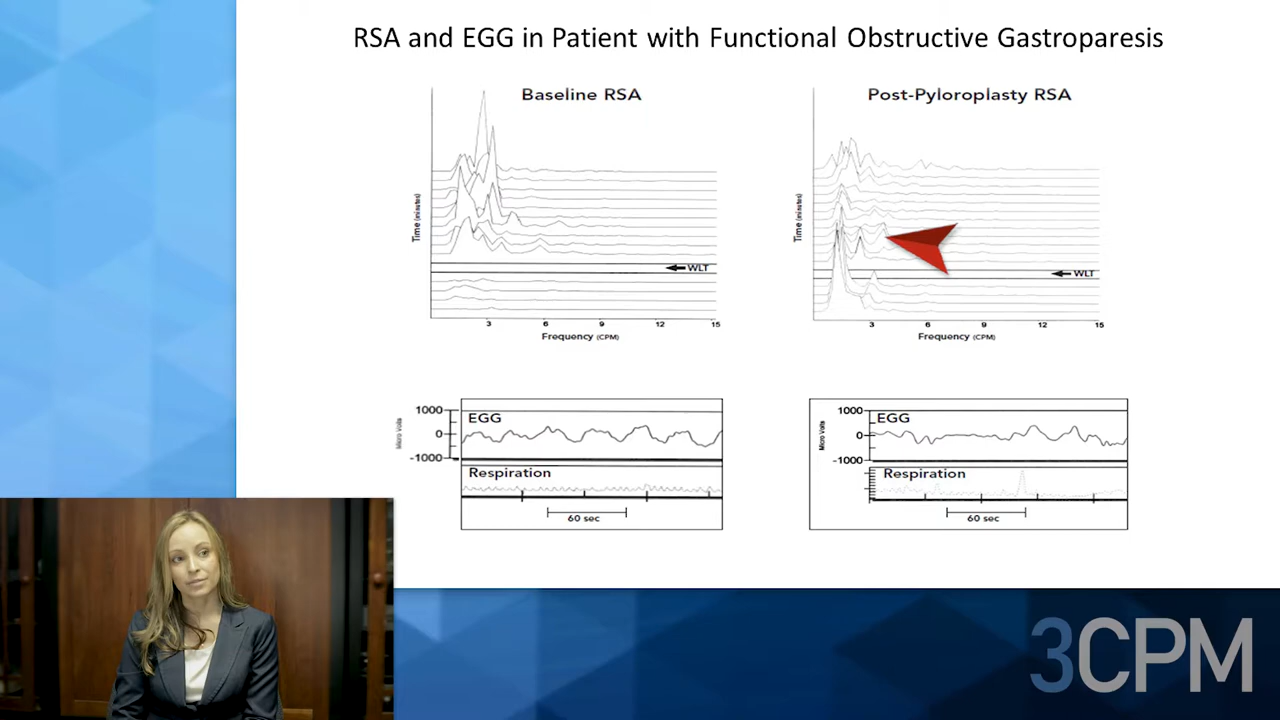 RSA and EGG in Patient with Functional Obstructive Gastroparesis
Baseline RSA
Time (minutes)
WLT
3 6 9 12 15
Frequency (CPM)
Post-Pyloroplasty RSA
Time (minutes)
WLT
3 6 9 12 15
Frequency (CPM)
Micro Volts
1000
0
-1000
EGG
Respiration
60 sec
Micro Volts
1000
0
-1000
EGG
Respiration
60 sec
3CPM